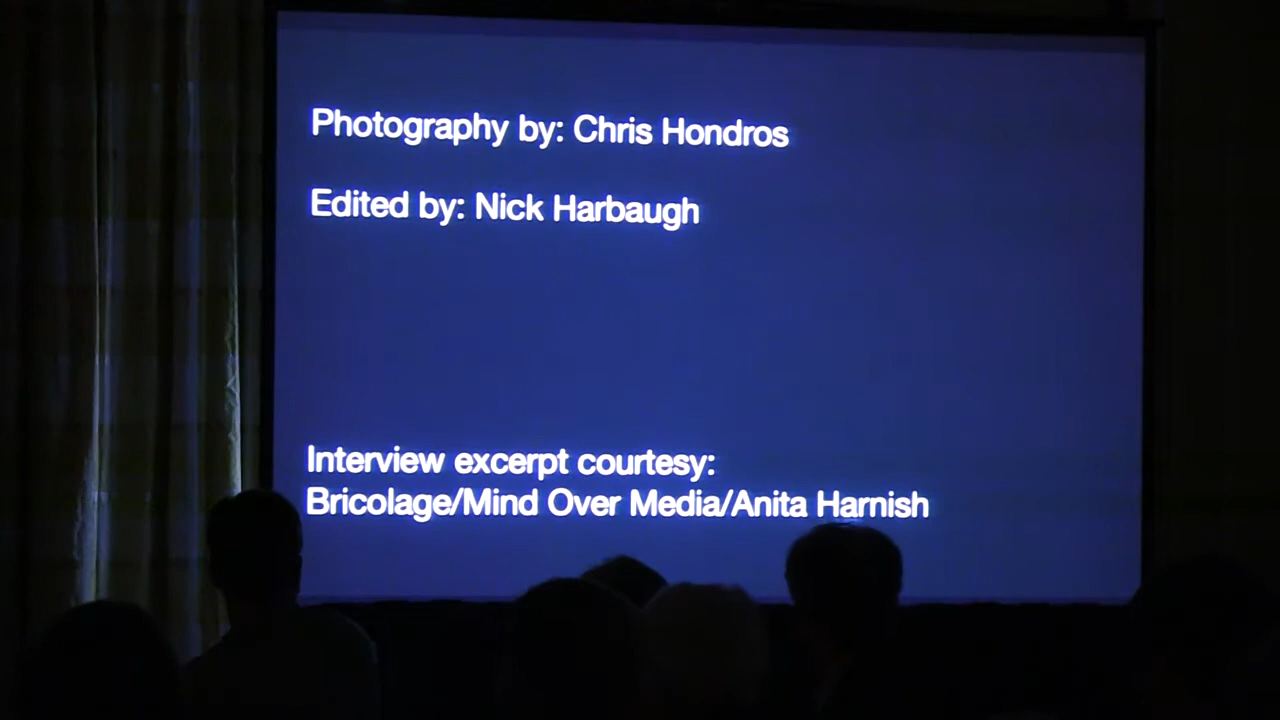 Photography by: Chris Hondros
Edited by: Nick Harbaugh
Interview excerpt courtesy:
Bricolage/Mind Over Media/Anita Harnish